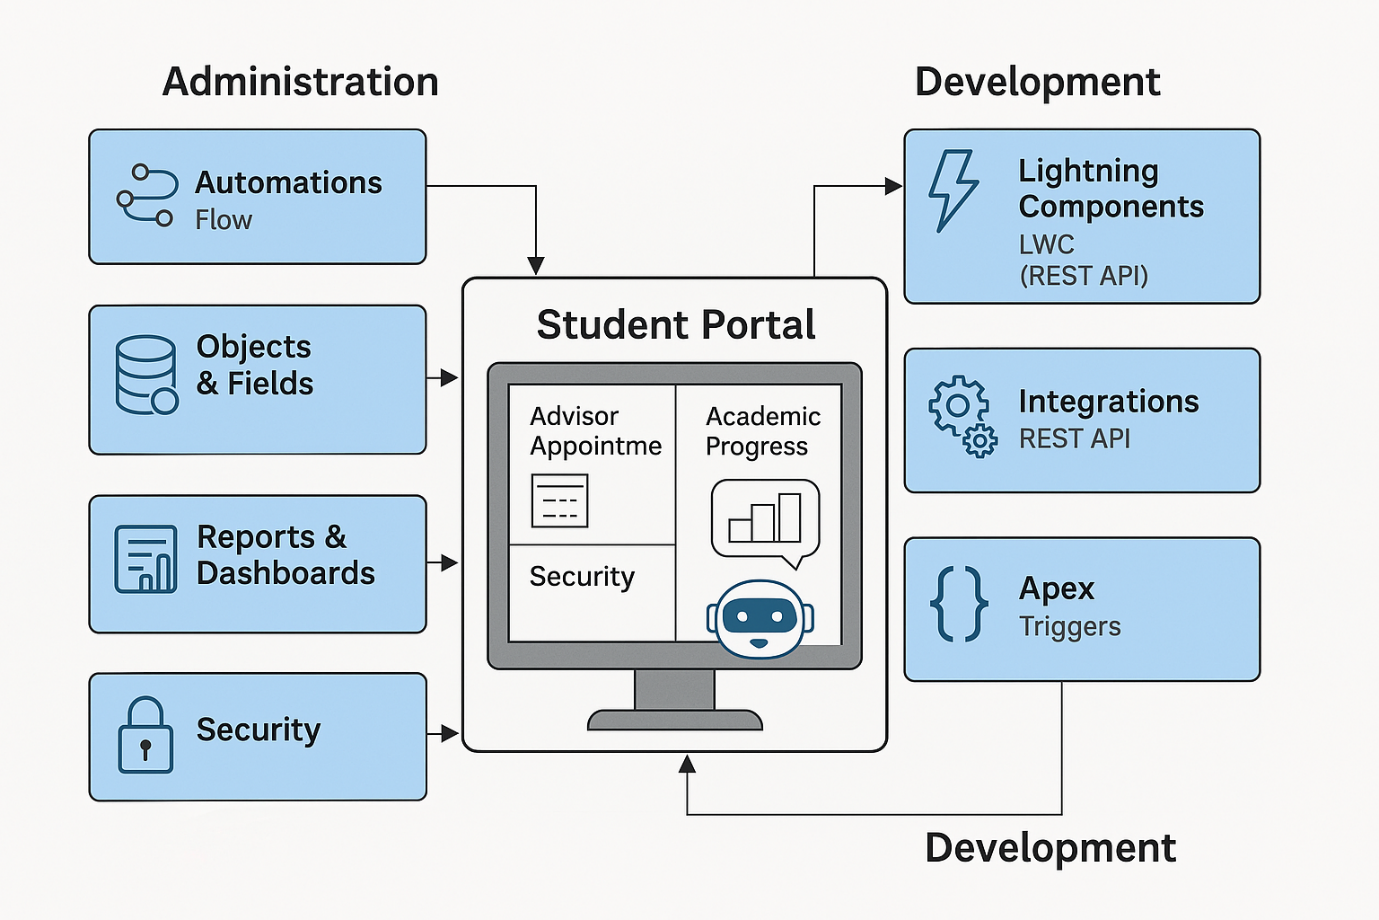 Administration
Automations
Flow
Objects
& Fields
Reports &
Dashboards
Security
Student Portal
Advisor
Appointme
Academic
Progress
Security
Development
Lightning
Components
LWC
(REST API)
Integrations
REST API
{ }
Apex
Triggers
Development